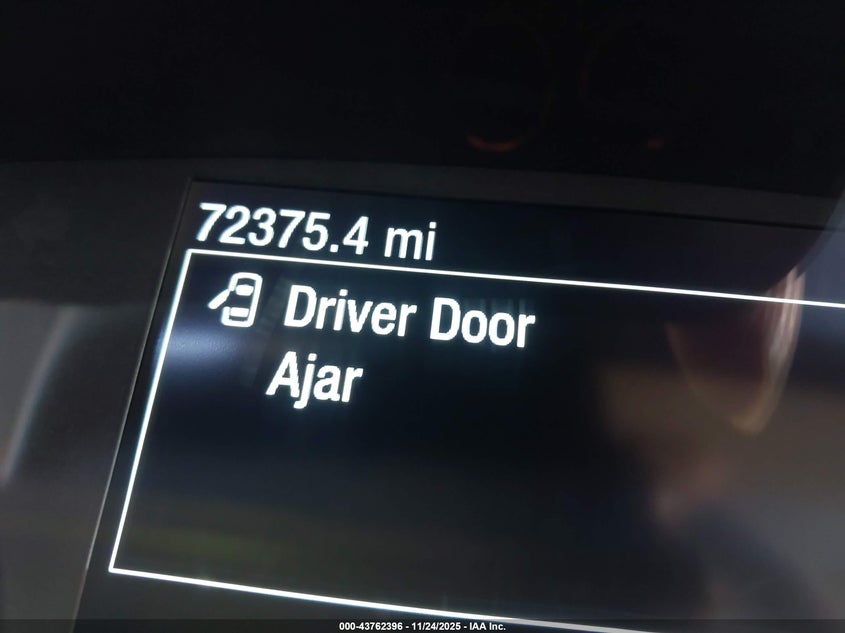 72375.4 mi
Driver Door
Ajar
000-43762396 - 11/24/2025 - IAA Inc.